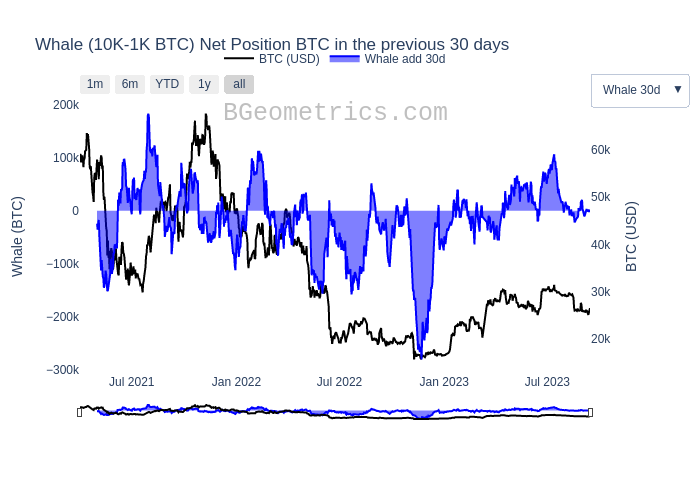 Whale (10K-1K BTC) Net Position BTC in the previous 30 days
BTC (USD) Whale add 30d
1m 6m YTD 1y all
Whale 30d ▼
BGeometrics.com
200k
100k
0
−100k
−200k
−300k
Whale (BTC)
60k
50k
40k
30k
20k
BTC (USD)
Jul 2021 Jan 2022 Jul 2022 Jan 2023 Jul 2023